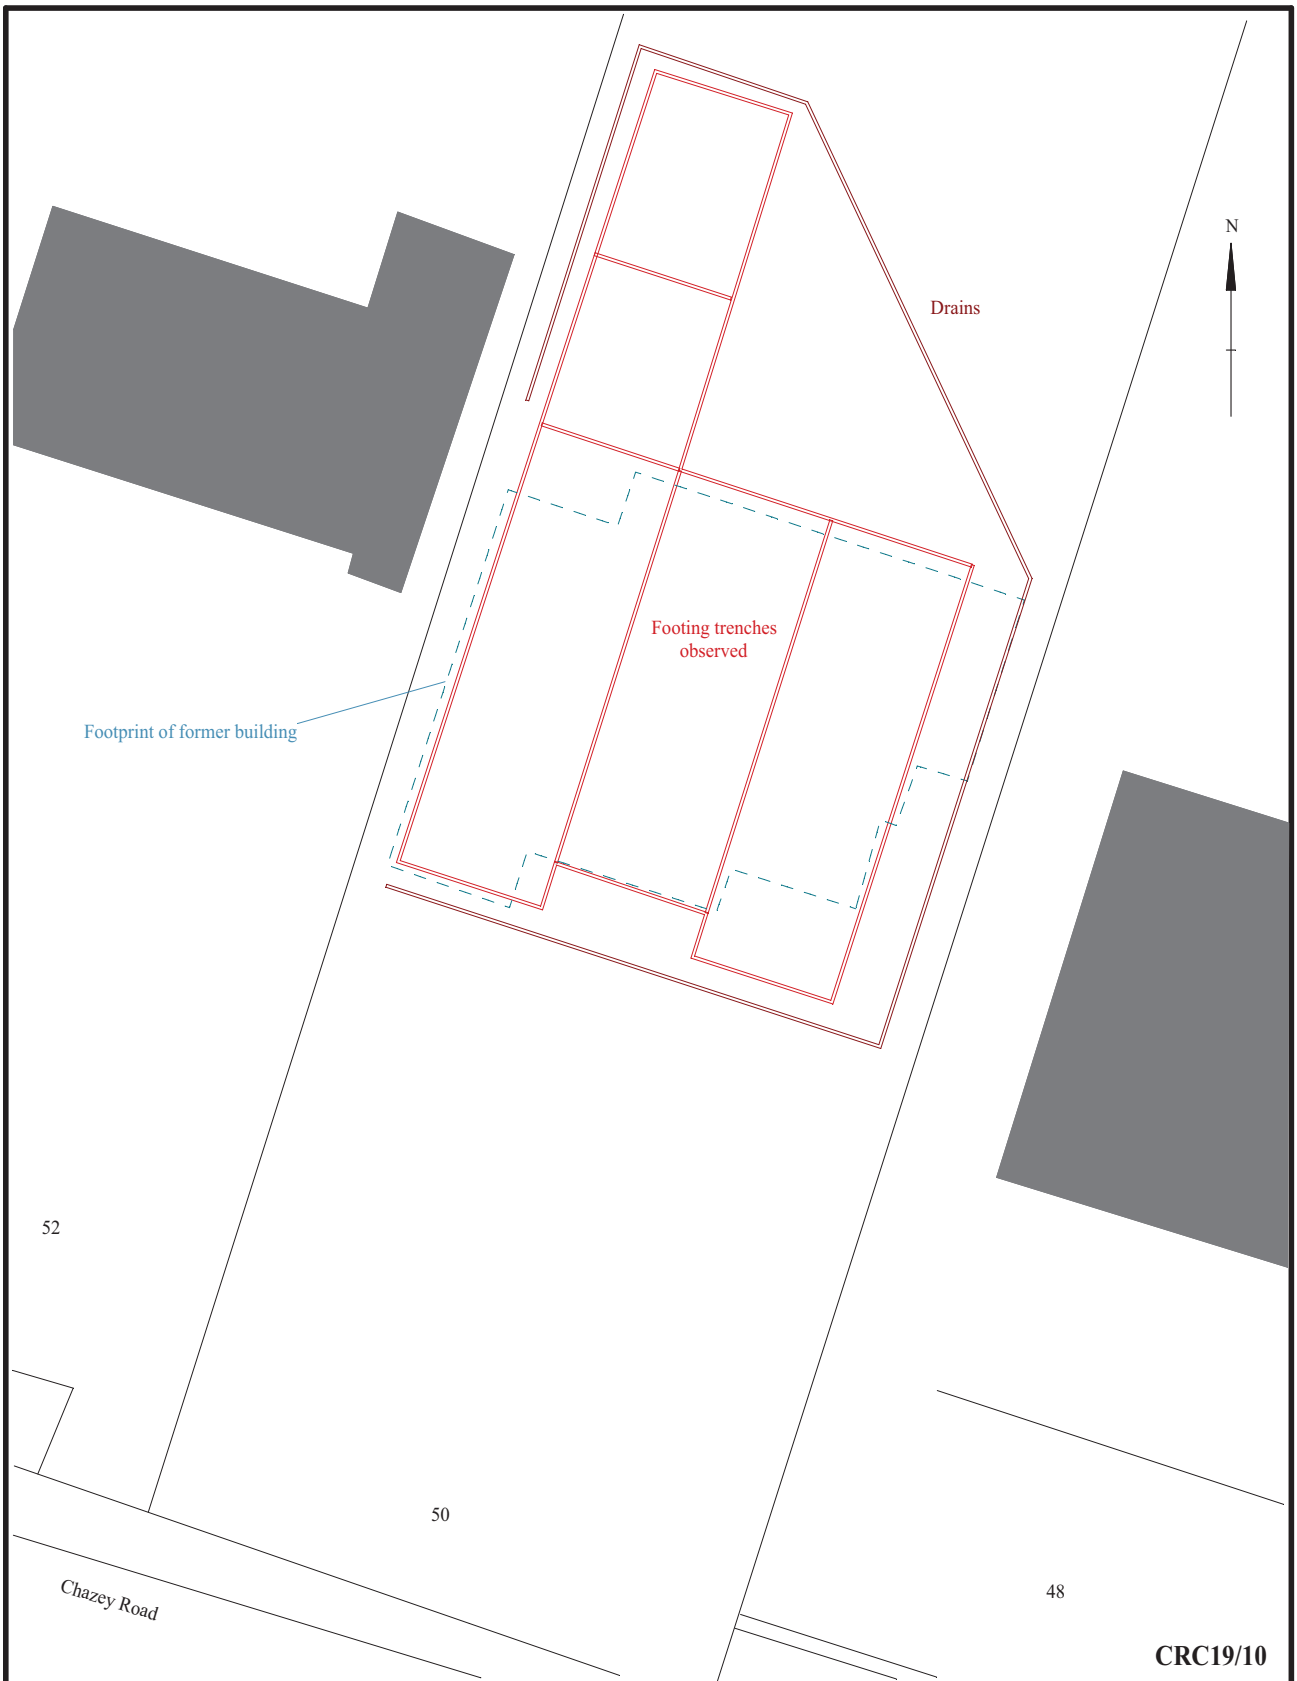 N
Drains
Footing trenches
observed
Footprint of former building
52
50
48
Chazey Road
CRC19/10